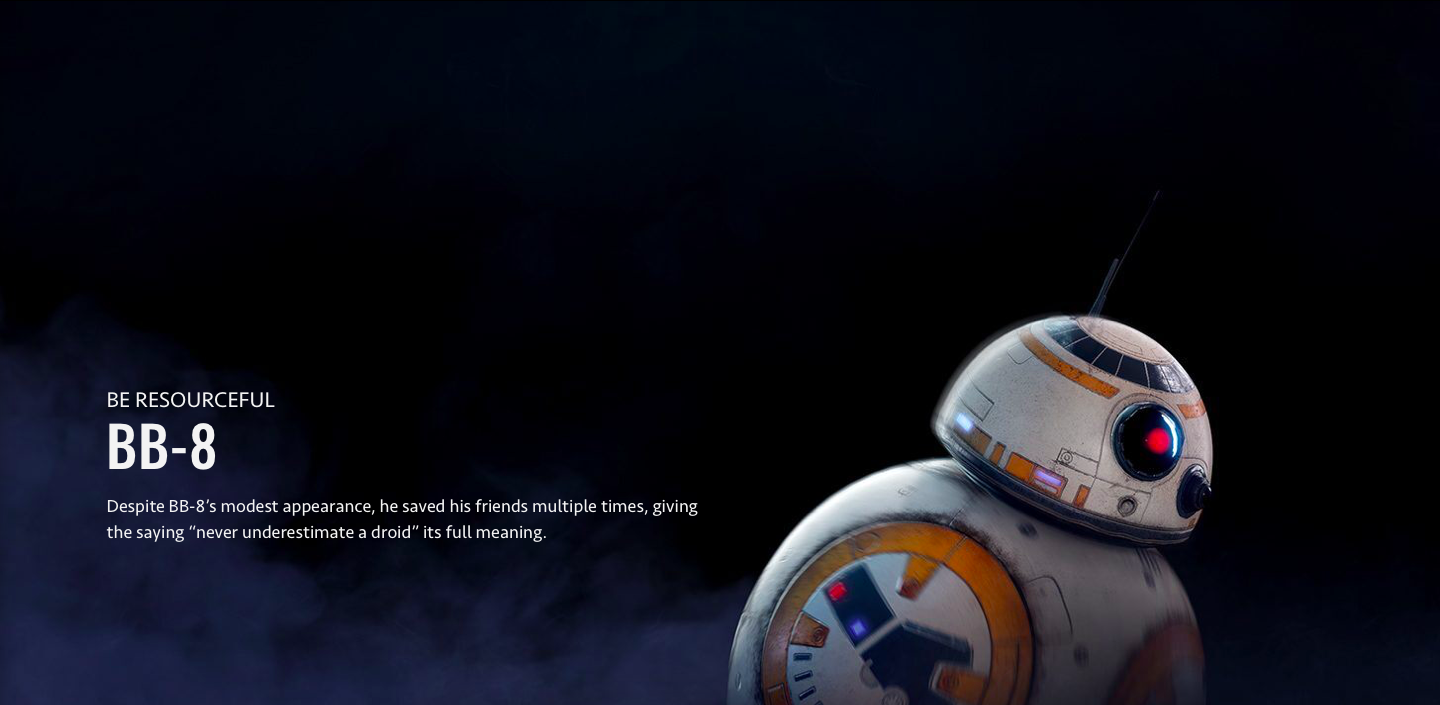 BE RESOURCEFUL
BB-8
Despite BB-8’s modest appearance, he saved his friends multiple times, giving
the saying “never underestimate a droid” its full meaning.